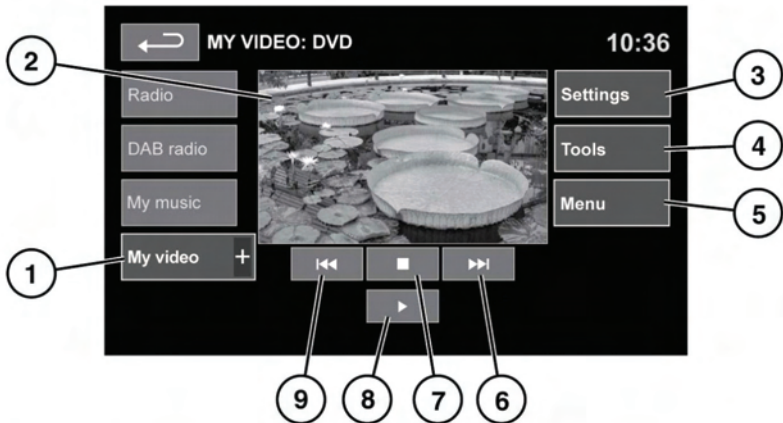 MY VIDEO: DVD 10:36
2
Radio
Settings
3
DAB radio
Tools
4
My music
Menu
5
1
My video +
9
8
7
6